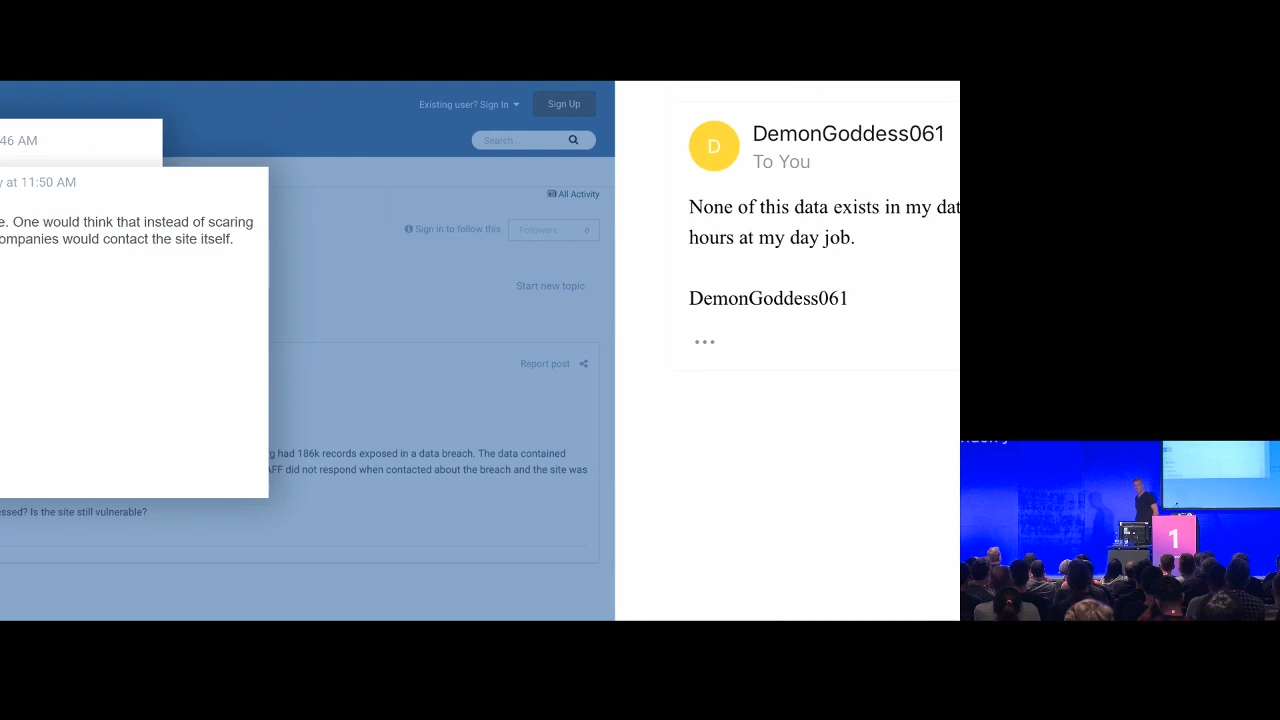 Existing user? Sign In
Sign Up
Search...
46 AM
y at 11:50 AM
All Activity
e. One would think that instead of scaring
ompanies would contact the site itself.
Sign in to follow this
Followers
0
Start new topic
Report post
g had 186k records exposed in a data breach. The data contained
AFF did not respond when contacted about the breach and the site was
essed? Is the site still vulnerable?
D
DemonGoddess061
To You
None of this data exists in my dat
hours at my day job.
DemonGoddess061
1